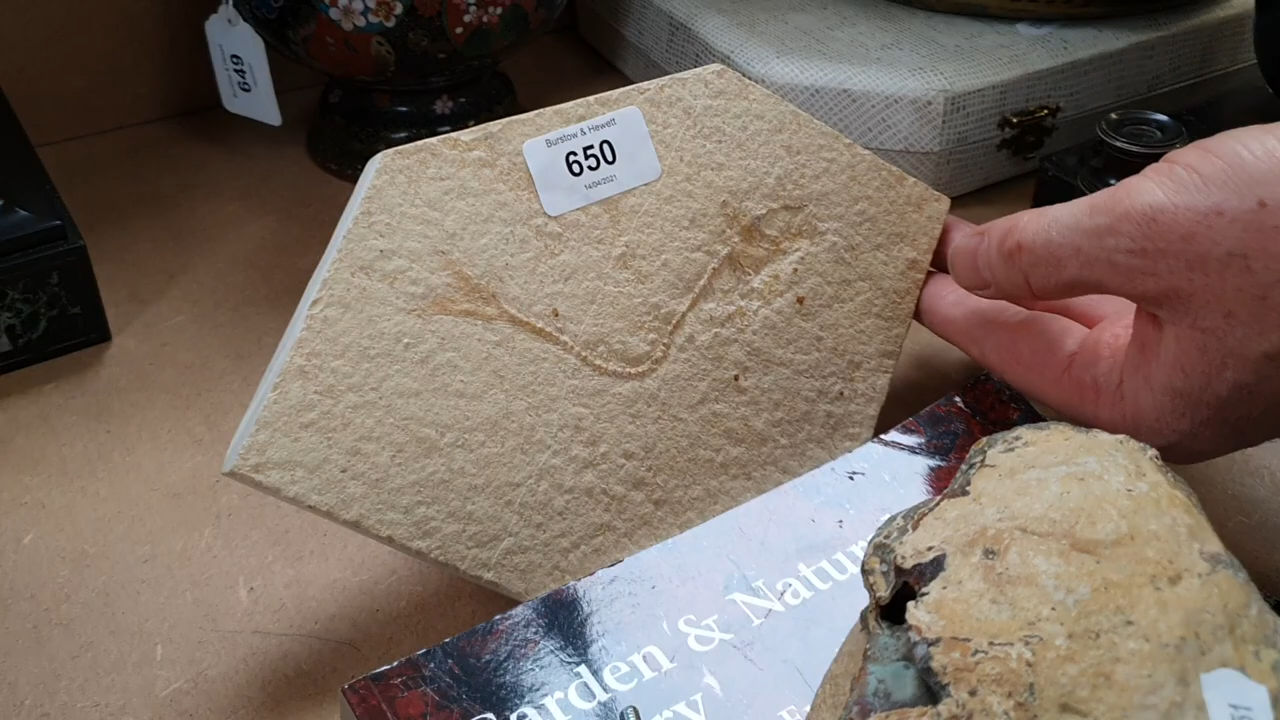 649
Burstow & Hewett
650
14/04/2021
Garden & Natur
ry